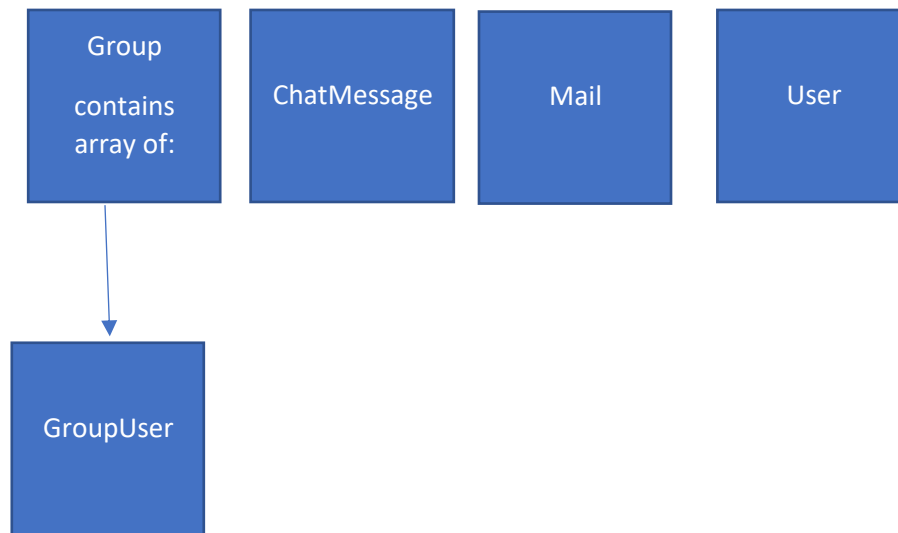 Group
contains
array of:
ChatMessage
Mail
User
GroupUser